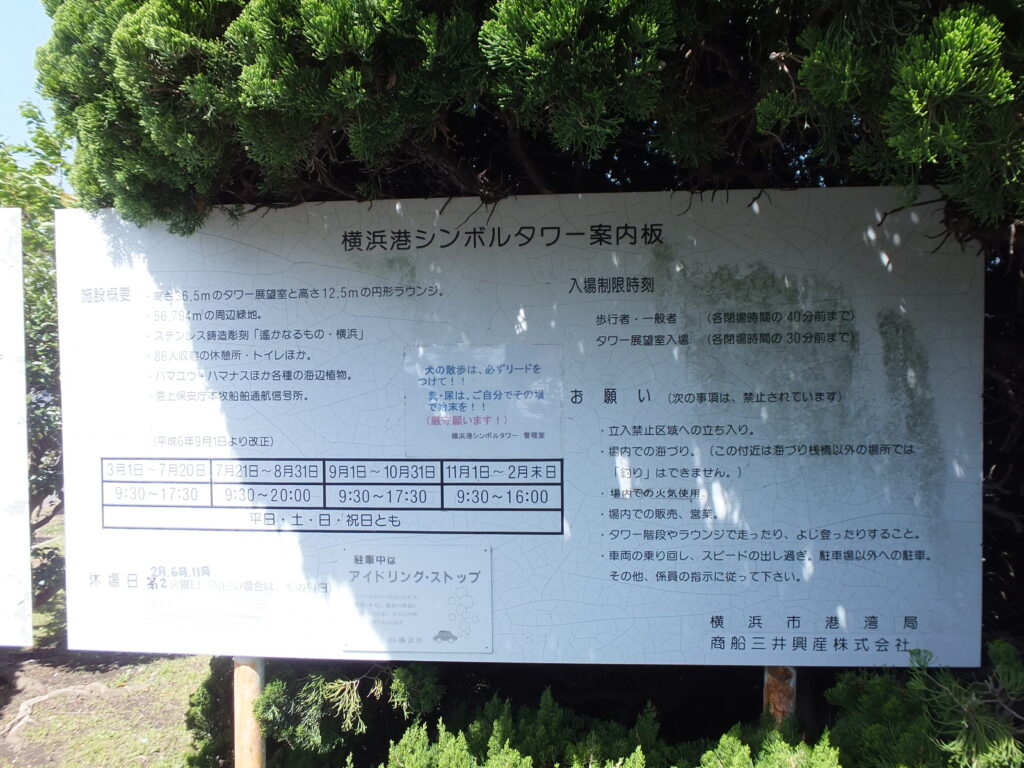 横浜港シンボルタワー案内板
施設概要
・高さ36.5mのタワー展望室と高さ12.5mの円形ラウンジ。
・56,794㎡の周辺緑地。
・ステンレス鋳造彫刻「遙かなるもの・横浜」
・86人収容の休憩所・トイレほか。
・ハマユウ・ハマナスほか各種の海辺植物。
・海上保安庁本牧船舶通航信号所。
犬の散歩は、必ずリードを
つけて！！
糞・尿は、ご自分でその場
で始末を！！
（厳守願います！）
横浜港シンボルタワー 管理室
（平成6年9月1日より改正）
3月1日～7月20日 7月21日～8月31日 9月1日～10月31日 11月1日～2月末日
9:30～17:30 9:30～20:00 9:30～17:30 9:30～16:00
平日・土・日・祝日とも
2月.6月.11月
休場日 第2火曜日
駐車中は
アイドリング・ストップ
横浜市
入場制限時刻
歩行者・一般者 （各閉場時間の 40分前まで）
タワー展望室入場 （各閉場時間の 30分前まで）
お願い （次の事項は、禁止されています）
・立入禁止区域への立ち入り。
・場内での海づり。（この付近は海づり桟橋以外の場所では
「釣り」はできません。）
・場内での火気使用。
・場内での販売、営業。
・タワー階段やラウンジで走ったり、よじ登ったりすること。
・車両の乗り回し、スピードの出し過ぎ。駐車場以外への駐車。
その他、係員の指示に従って下さい。
横浜市港湾局
商船三井興産株式会社